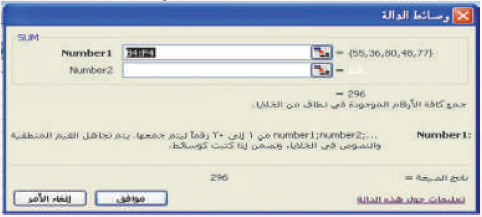 وسائط الدالة
SUM
Number1 B4:F4 = {55,36,80,48,77}
Number2 =
= 296
جمع كافة الأرقام الموجودة في نطاق من الخلايا.
Number1: number1;number2;... من ١ إلى ٣٠ رقماً ليتم جمعها. يتم تجاهل القيم المنطقية
والنصوص في الخلايا، وتضمن إذا كتبت كوسائط.
ناتج الصيغة = 296
تعليمات حول هذه الدالة
موافق
إلغاء الأمر